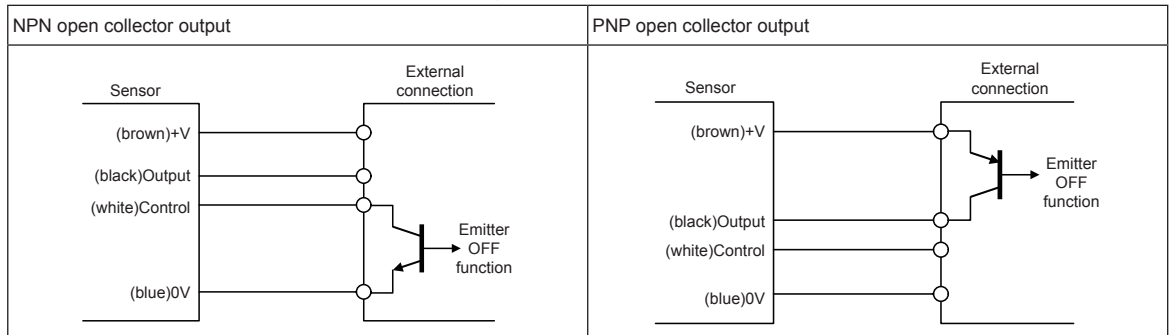 NPN open collector output
Sensor
External
connection
(brown)+V
(black)Output
(white)Control
(blue)0V
Emitter
OFF
function
PNP open collector output
Sensor
External
connection
(brown)+V
(black)Output
(white)Control
(blue)0V
Emitter
OFF
function